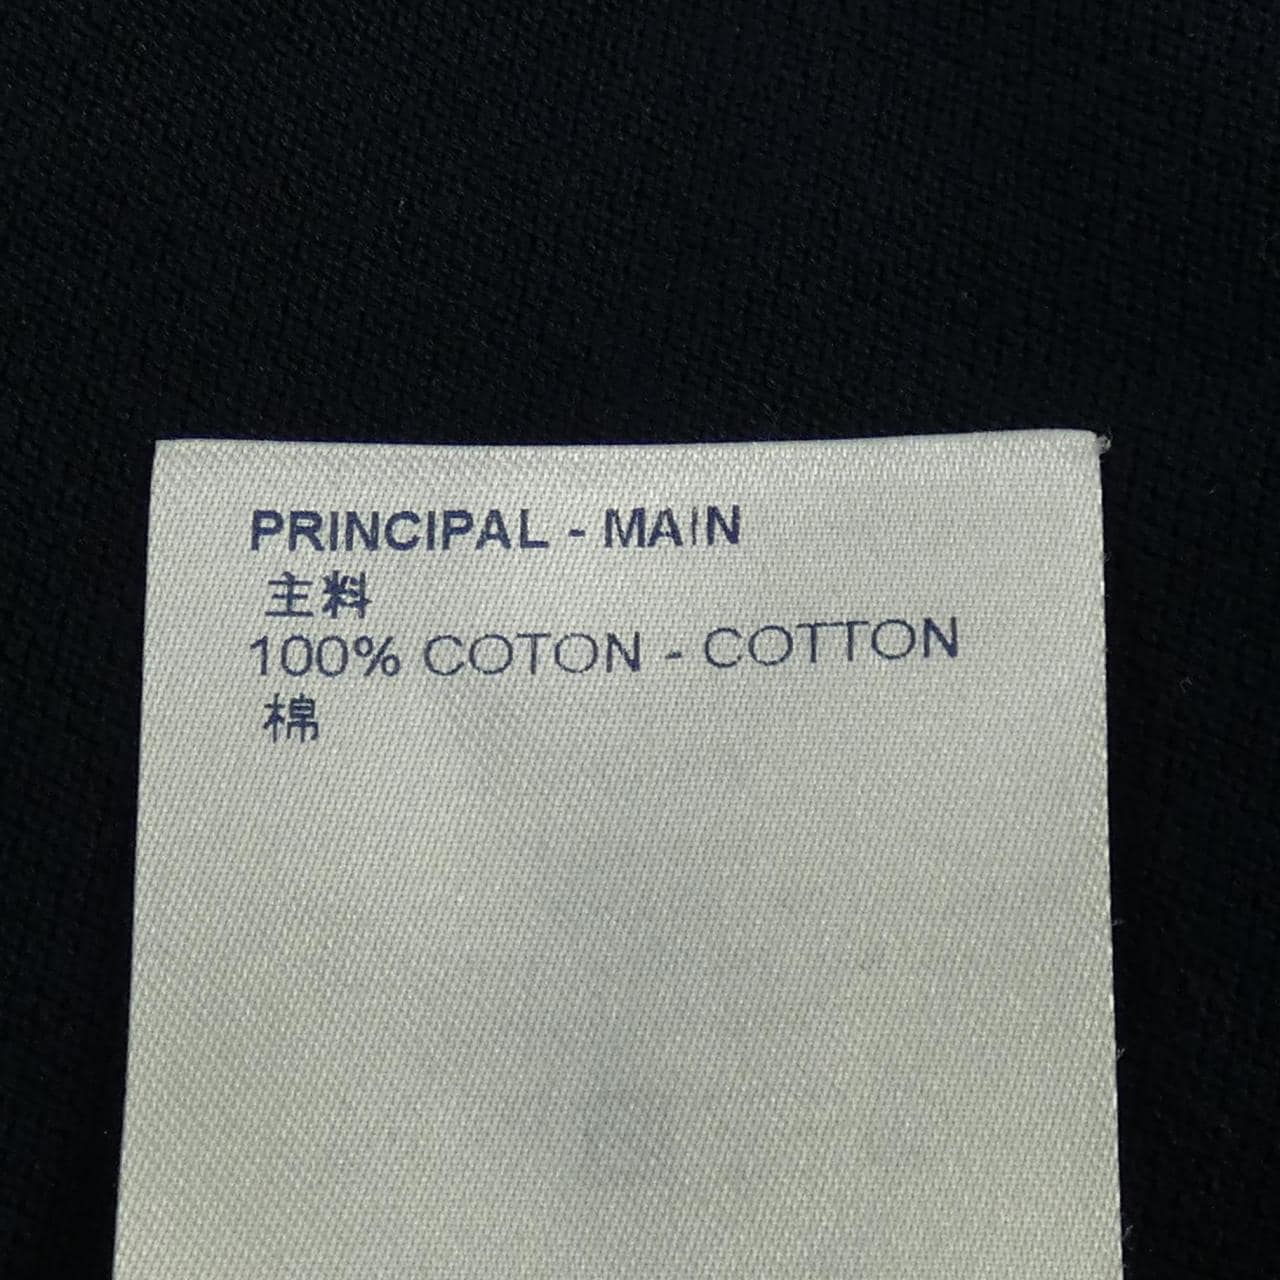 PRINCIPAL - MAIN
主料
100% COTON - COTTON
棉